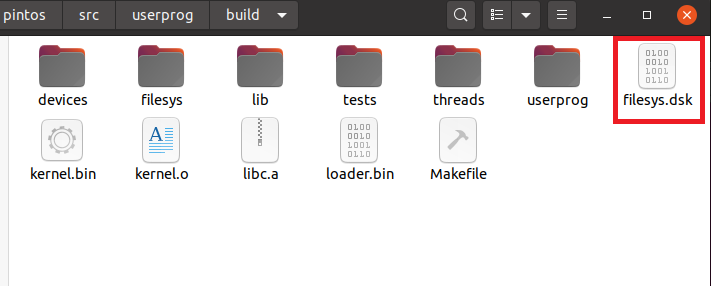 pintos src userprog build
devices filesys lib tests threads userprog filesys.dsk
kernel.bin kernel.o libc.a loader.bin Makefile